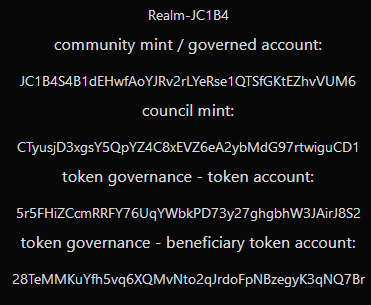 Realm-JC1B4
community mint / governed account:
JC1B4S4B1dEHwfAoYJRv2rLYeRse1QTSfGKtEZhvVUM6
council mint:
CTyusjD3xgsY5QpYZ4C8xEVZ6eA2ybMdG97rtwiguCD1
token governance - token account:
5r5FHiZCcmRRFY76UqYWbkPD73y27ghgbhW3JAirJ8S2
token governance - beneficiary token account:
28TeMMKuYfh5vq6XQMvNto2qJrdoFpNBzegyK3qNQ7Br